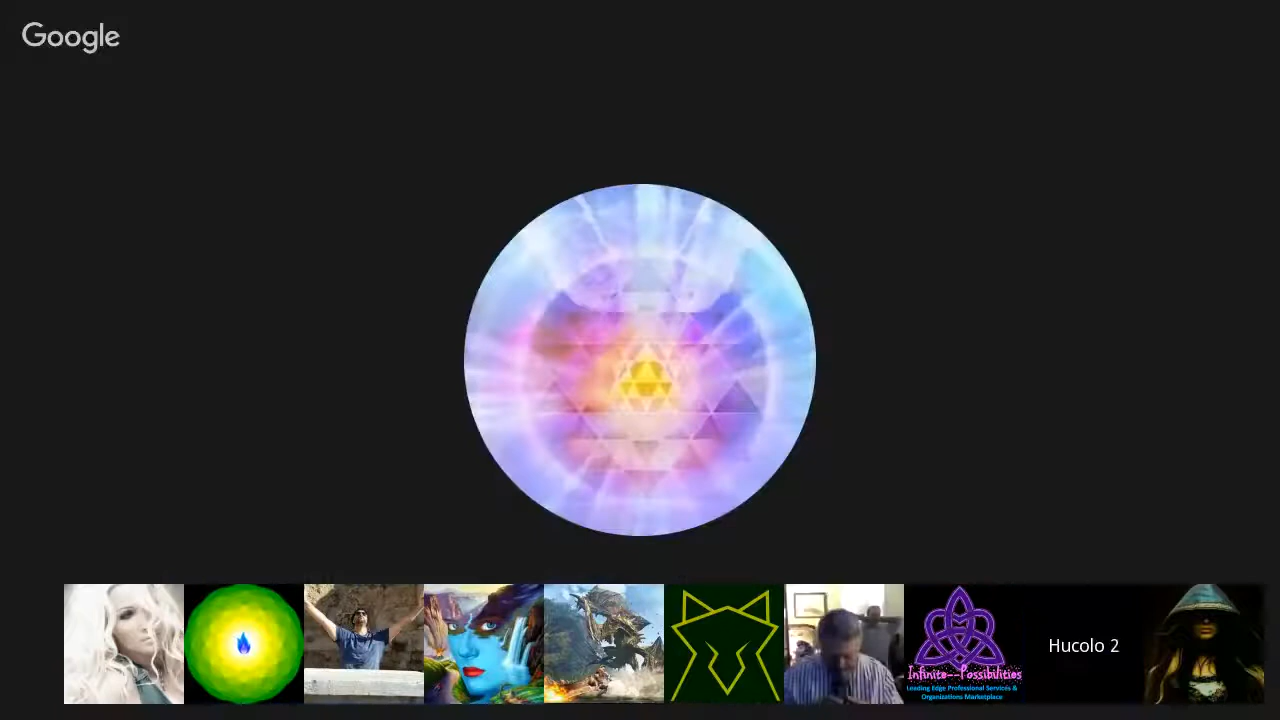 Google
Infinite--Possibilities
Leading Edge Professional Services &
Organizations Marketplace
Hucolo 2